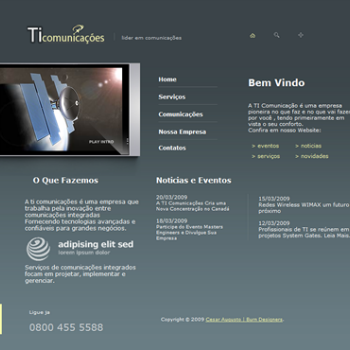 TIcomunicações
líder em comunicações
PLAY INTRO
Home
Serviços
Comunicações
Nossa Empresa
Contatos
Bem Vindo
A TI Comunicação é uma empresa
pioneira no que faz e no que vai fazer
por você , tendo primeiramente em
vista o seu conforto.
Confira em nosso Website:
> eventos
> noticias
> serviços
> novidades
O Que Fazemos
A ti comunicações é uma empresa que
trabalha pela inovação entre
comunicações integradas
Fornecendo tecnologias avançadas e
confiáveis para grandes negócios.
adipising elit sed
lorem ipsum dolor
Serviços de comunicações integrados
focam em projetar, implementar e
gerenciar.
Notícias e Eventos
20/03/2009
A TI Comunicações Cria uma
Nova Concentração no Canadá
18/03/2009
Participa do Evento Masters
Engineers e Divulga Sua
Empresa
15/03/2009
Redes Wireless WIMAX um futuro
próximo
12/03/2009
Profissionais de TI se reúnem em
projetos System Gates. Leia Mais.
Ligue ja
0800 455 5588
Copyright © 2009 Cezar Augusto | Burn Designers.